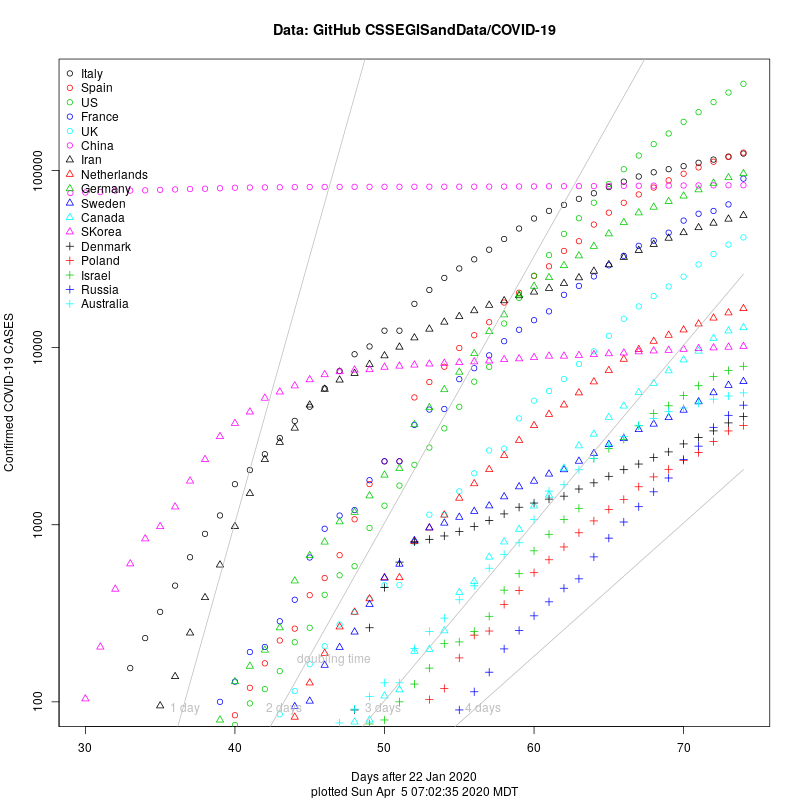 Data: GitHub CSSEGISandData/COVID-19
Confirmed COVID-19 CASES
100000
10000
1000
100
Italy
Spain
US
France
UK
China
Iran
Netherlands
Germany
Sweden
Canada
SKorea
Denmark
Poland
Israel
Russia
Australia
doubling time
1 day
2 days
3 days
4 days
30
40
50
60
70
Days after 22 Jan 2020
plotted Sun Apr 5 07:02:35 2020 MDT